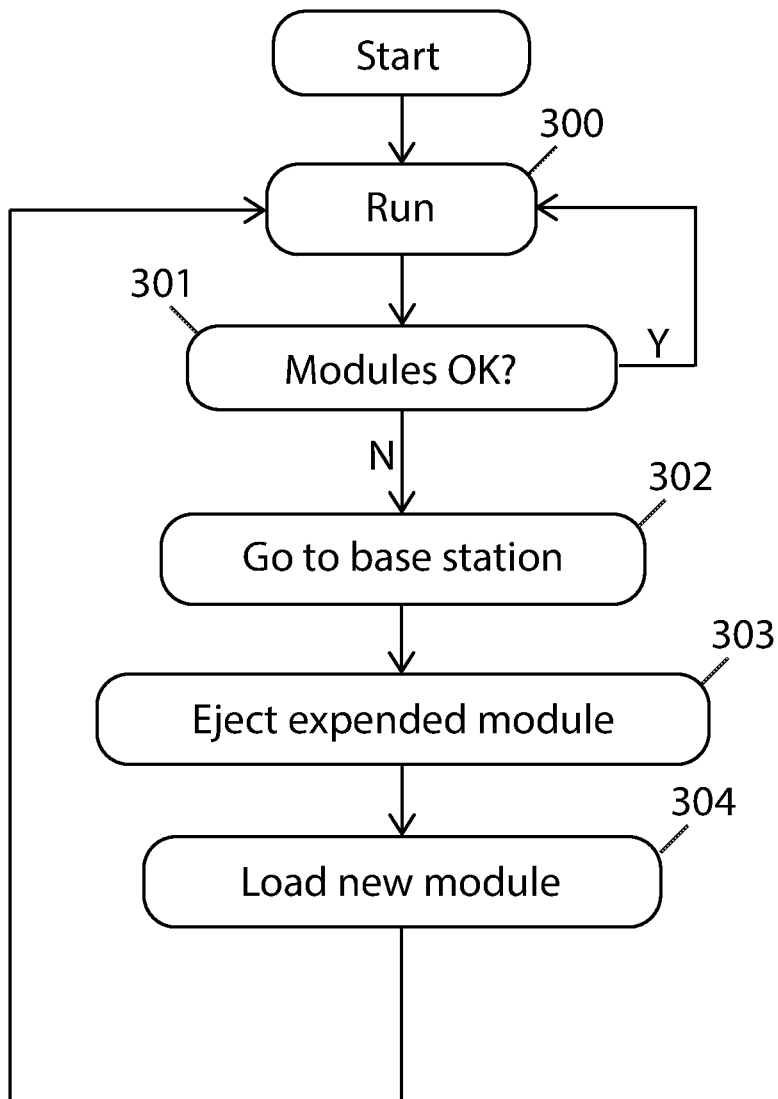 Start
300
Run
301
Modules OK?
Y
N
302
Go to base station
303
Eject expended module
304
Load new module